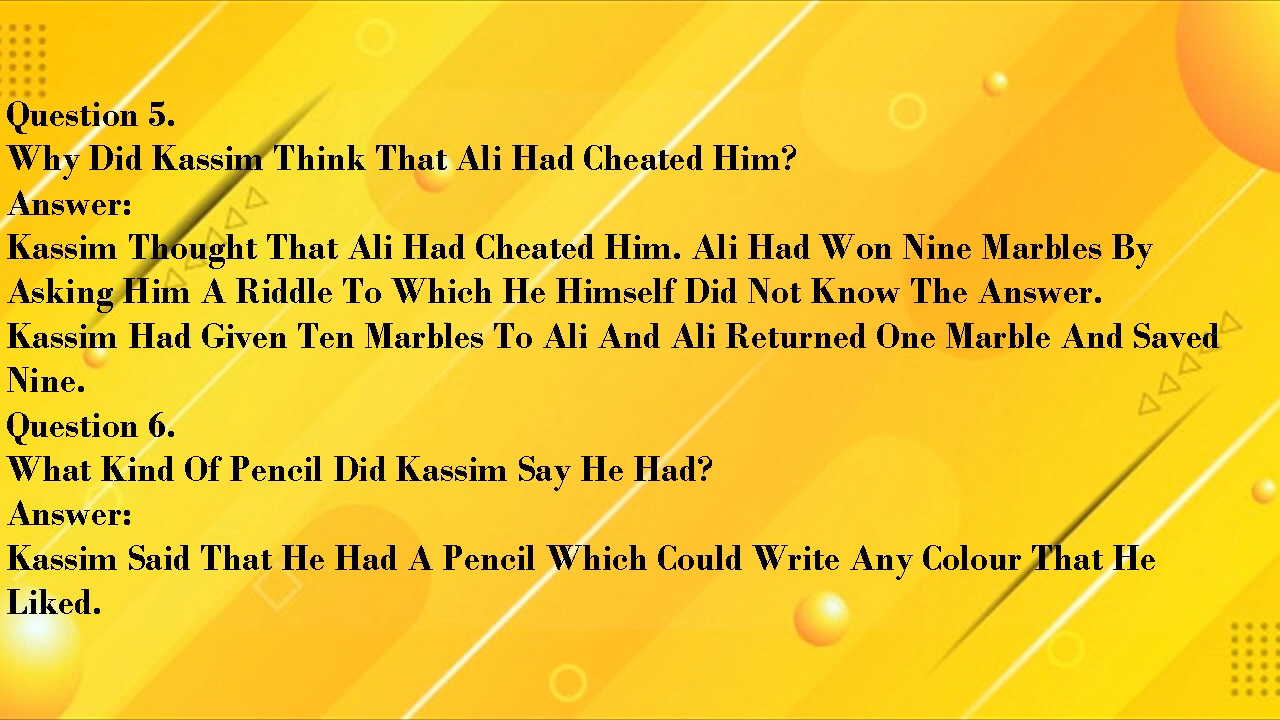 Question 5.
Why Did Kassim Think That Ali Had Cheated Him?
Answer:
Kassim Thought That Ali Had Cheated Him. Ali Had Won Nine Marbles By
Asking Him A Riddle To Which He Himself Did Not Know The Answer.
Kassim Had Given Ten Marbles To Ali And Ali Returned One Marble And Saved
Nine.
Question 6.
What Kind Of Pencil Did Kassim Say He Had?
Answer:
Kassim Said That He Had A Pencil Which Could Write Any Colour That He
Liked.